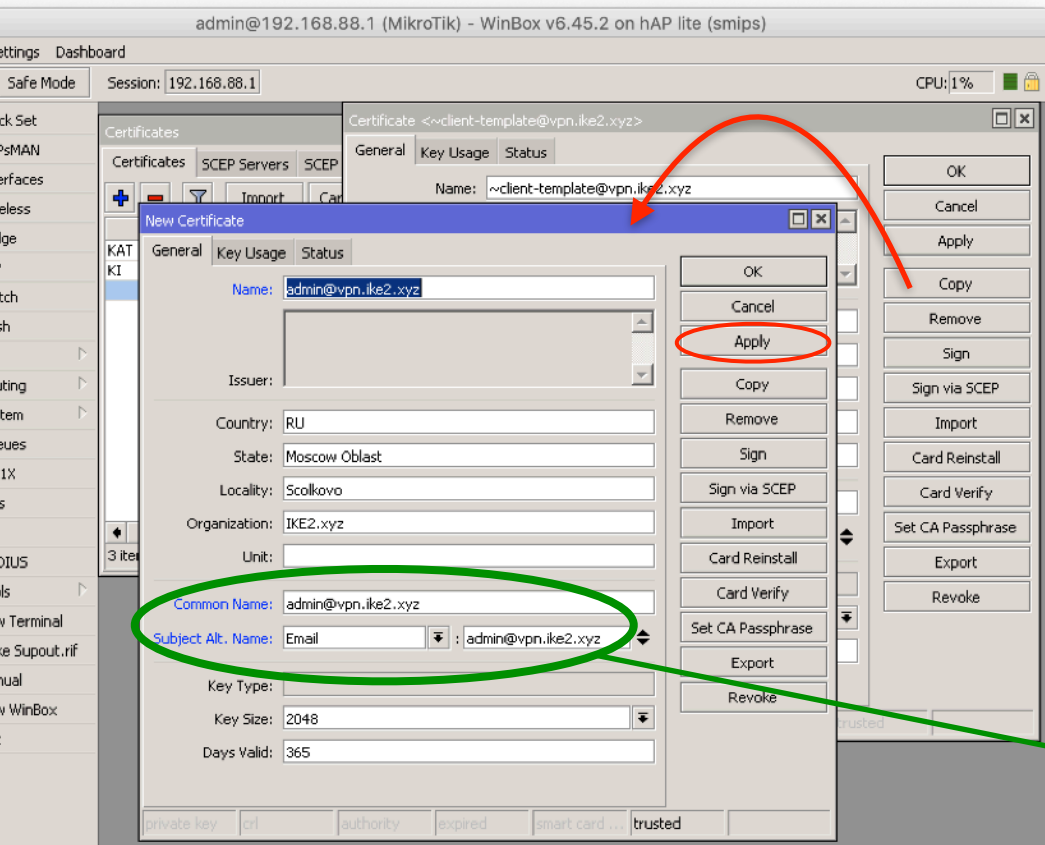 admin@192.168.88.1 (MikroTik) - WinBox v6.45.2 on hAP lite (smips)
ettings Dashboard
Safe Mode Session: 192.168.88.1 CPU: 1%
ck Set
PsMAN
erfaces
eless
dge
tch
sh
uting
tem
eues
1X
s
DIUS
ols
w Terminal
ke Supout.rif
nual
w WinBox
Certificates
Certificates SCEP Servers SCEP
Import Car
KAT
KI
3 iter
Certificate <~client-template@vpn.ike2.xyz>
General Key Usage Status
Name: ~client-template@vpn.ike2.xyz
OK
Cancel
Apply
Copy
Remove
Sign
Sign via SCEP
Import
Card Reinstall
Card Verify
Set CA Passphrase
Export
Revoke
trusted
New Certificate
General Key Usage Status
Name: admin@vpn.ike2.xyz
Issuer:
Country: RU
State: Moscow Oblast
Locality: Scolkovo
Organization: IKE2.xyz
Unit:
Common Name: admin@vpn.ike2.xyz
Subject Alt. Name: Email : admin@vpn.ike2.xyz
Key Type:
Key Size: 2048
Days Valid: 365
OK
Cancel
Apply
Copy
Remove
Sign
Sign via SCEP
Import
Card Reinstall
Card Verify
Set CA Passphrase
Export
Revoke
private key crl authority expired smart card ... trusted